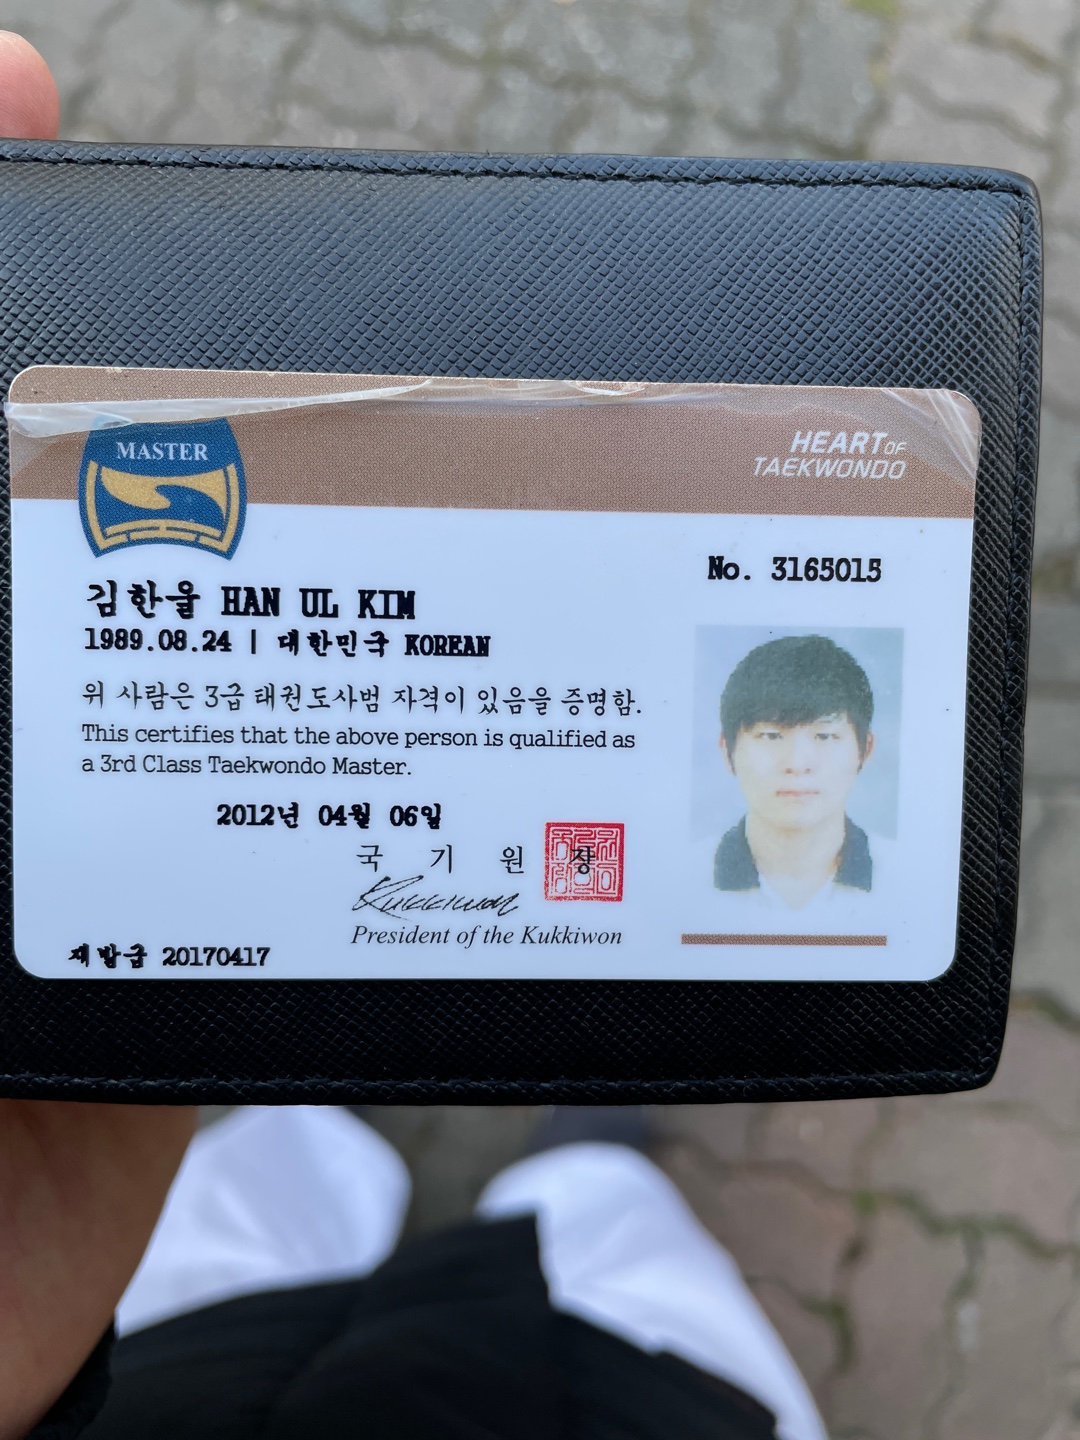 MASTER
HEART OF
TAEKWONDO
No. 3165015
김한울 HAN UL KIM
1989.08.24 | 대한민국 KOREAN
위 사람은 3급 태권도사범 자격이 있음을 증명함.
This certifies that the above person is qualified as
a 3rd Class Taekwondo Master.
2012년 04월 06일
국 기 원 장
Kukkiwon
President of the Kukkiwon
재발급 20170417